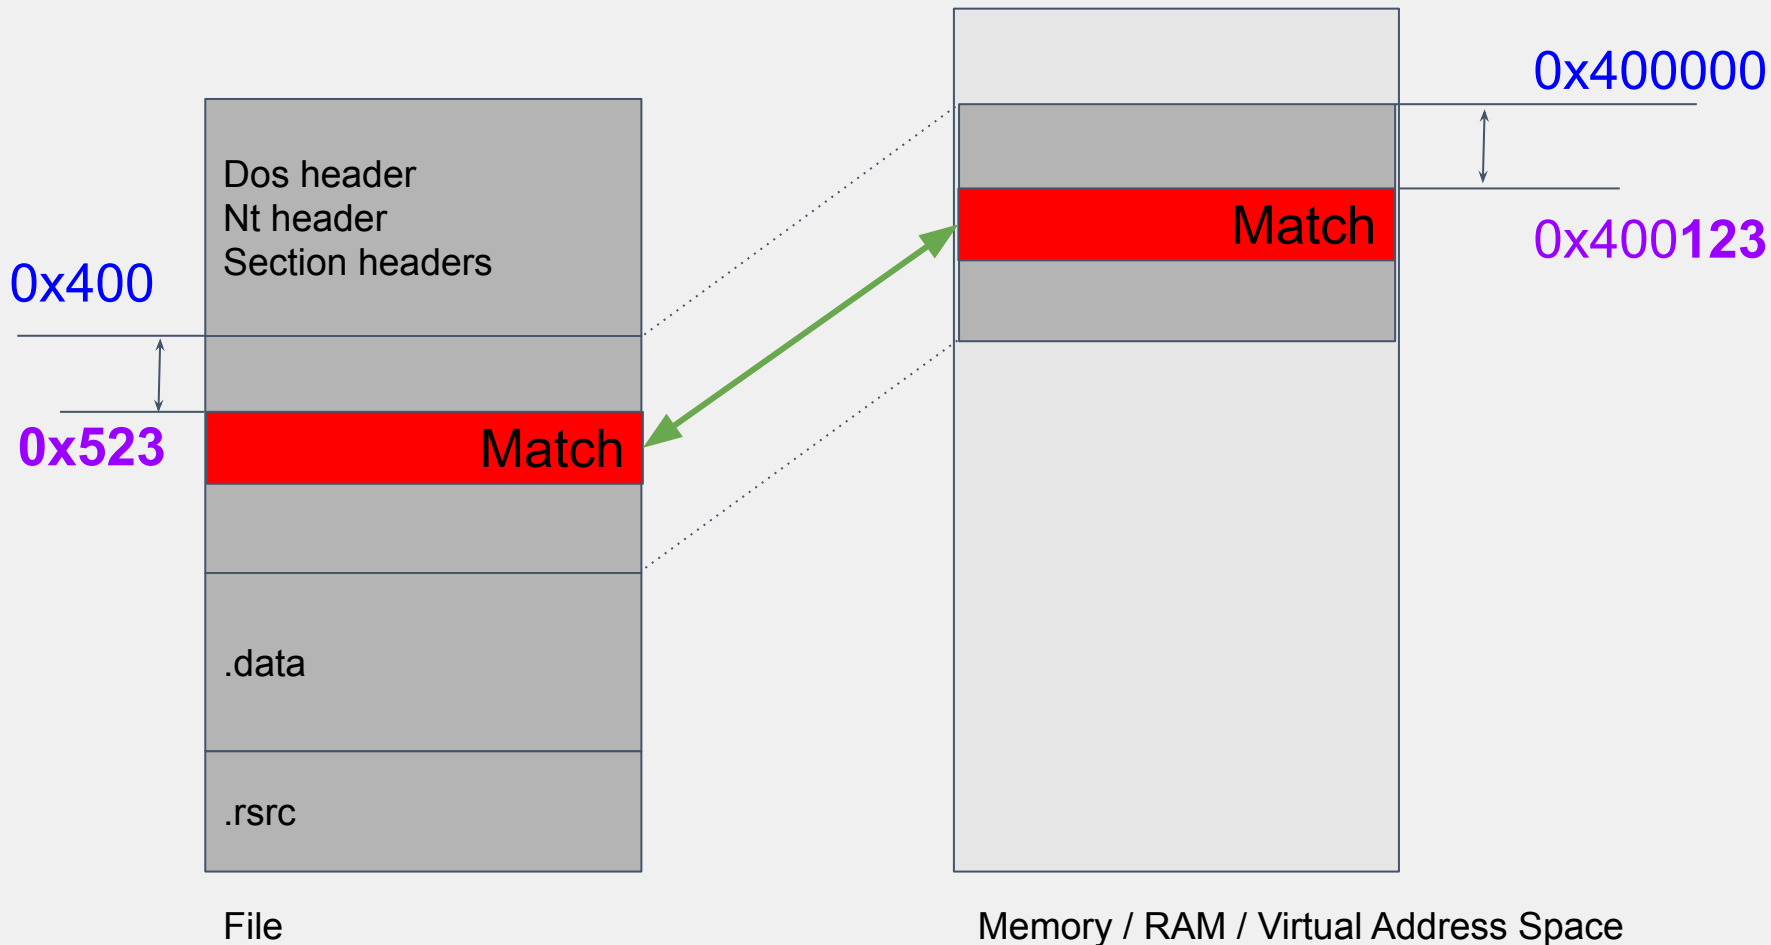 Dos header
Nt header
Section headers
0x400
0x523
Match
.data
.rsrc
File
0x400000
Match
0x400123
Memory / RAM / Virtual Address Space